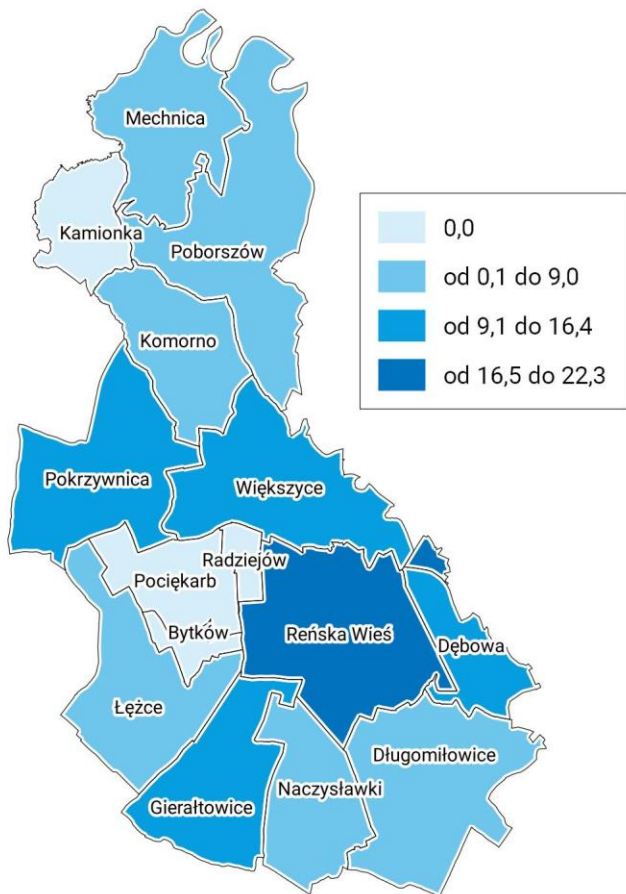 Mechnica
Kamionka
Poborszów
Komorno
Pokrzywnica
Większyce
Radziejów
Pociękarb
Bytków
Reńska Wieś
Dębowa
Łężce
Długomiłowice
Naczysławki
Gierałtowice
0,0
od 0,1 do 9,0
od 9,1 do 16,4
od 16,5 do 22,3